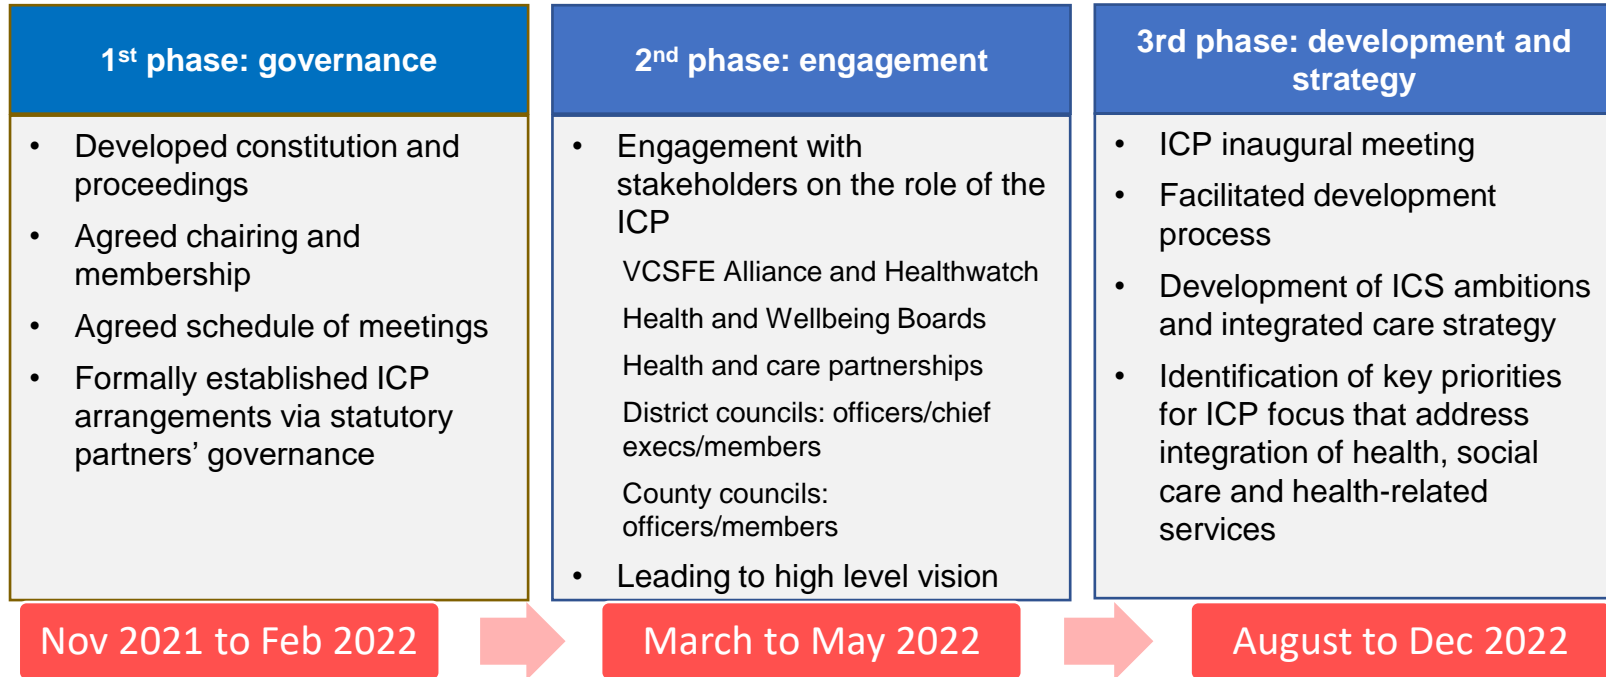 1st phase: governance
• Developed constitution and
proceedings
• Agreed chairing and
membership
• Agreed schedule of meetings
• Formally established ICP
arrangements via statutory
partners’ governance
Nov 2021 to Feb 2022
2nd phase: engagement
• Engagement with
stakeholders on the role of the
ICP
VCSFE Alliance and Healthwatch
Health and Wellbeing Boards
Health and care partnerships
District councils: officers/chief
execs/members
County councils:
officers/members
• Leading to high level vision
March to May 2022
3rd phase: development and
strategy
• ICP inaugural meeting
• Facilitated development
process
• Development of ICS ambitions
and integrated care strategy
• Identification of key priorities
for ICP focus that address
integration of health, social
care and health-related
services
August to Dec 2022